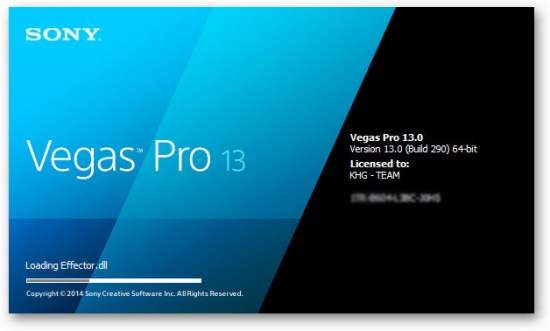 SONY
Vegas™ Pro 13
Vegas Pro 13.0
Version 13.0 (Build 290) 64-bit
Licensed to:
KHG - TEAM
Loading Effector.dll
Copyright © 2014 Sony Creative Software Inc. All Rights Reserved.